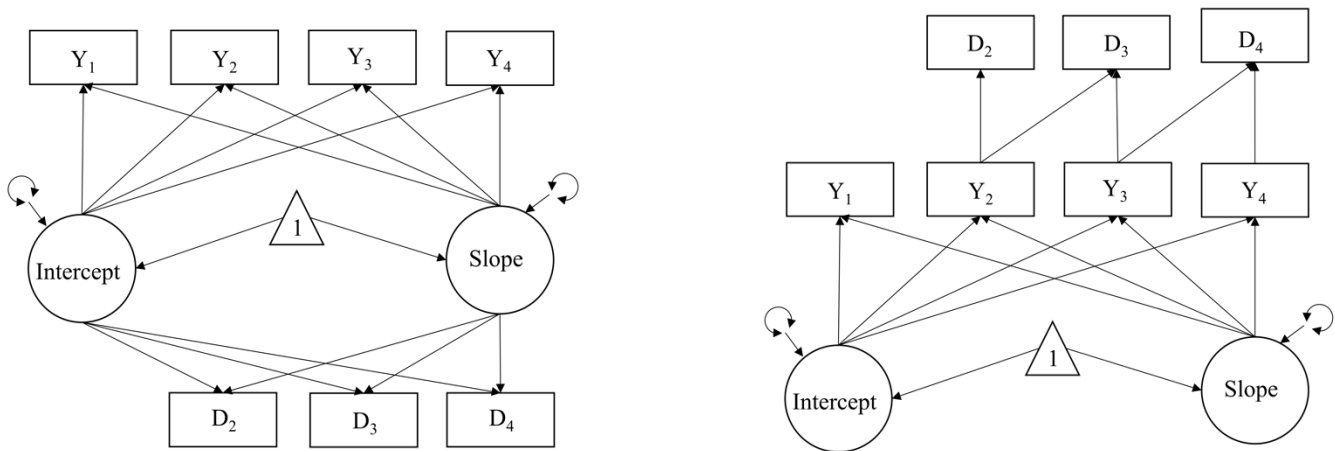 Y₁ Y₂ Y₃ Y₄
1
Intercept Slope
D₂ D₃ D₄
D₂ D₃ D₄
Y₁ Y₂ Y₃ Y₄
1
Intercept Slope